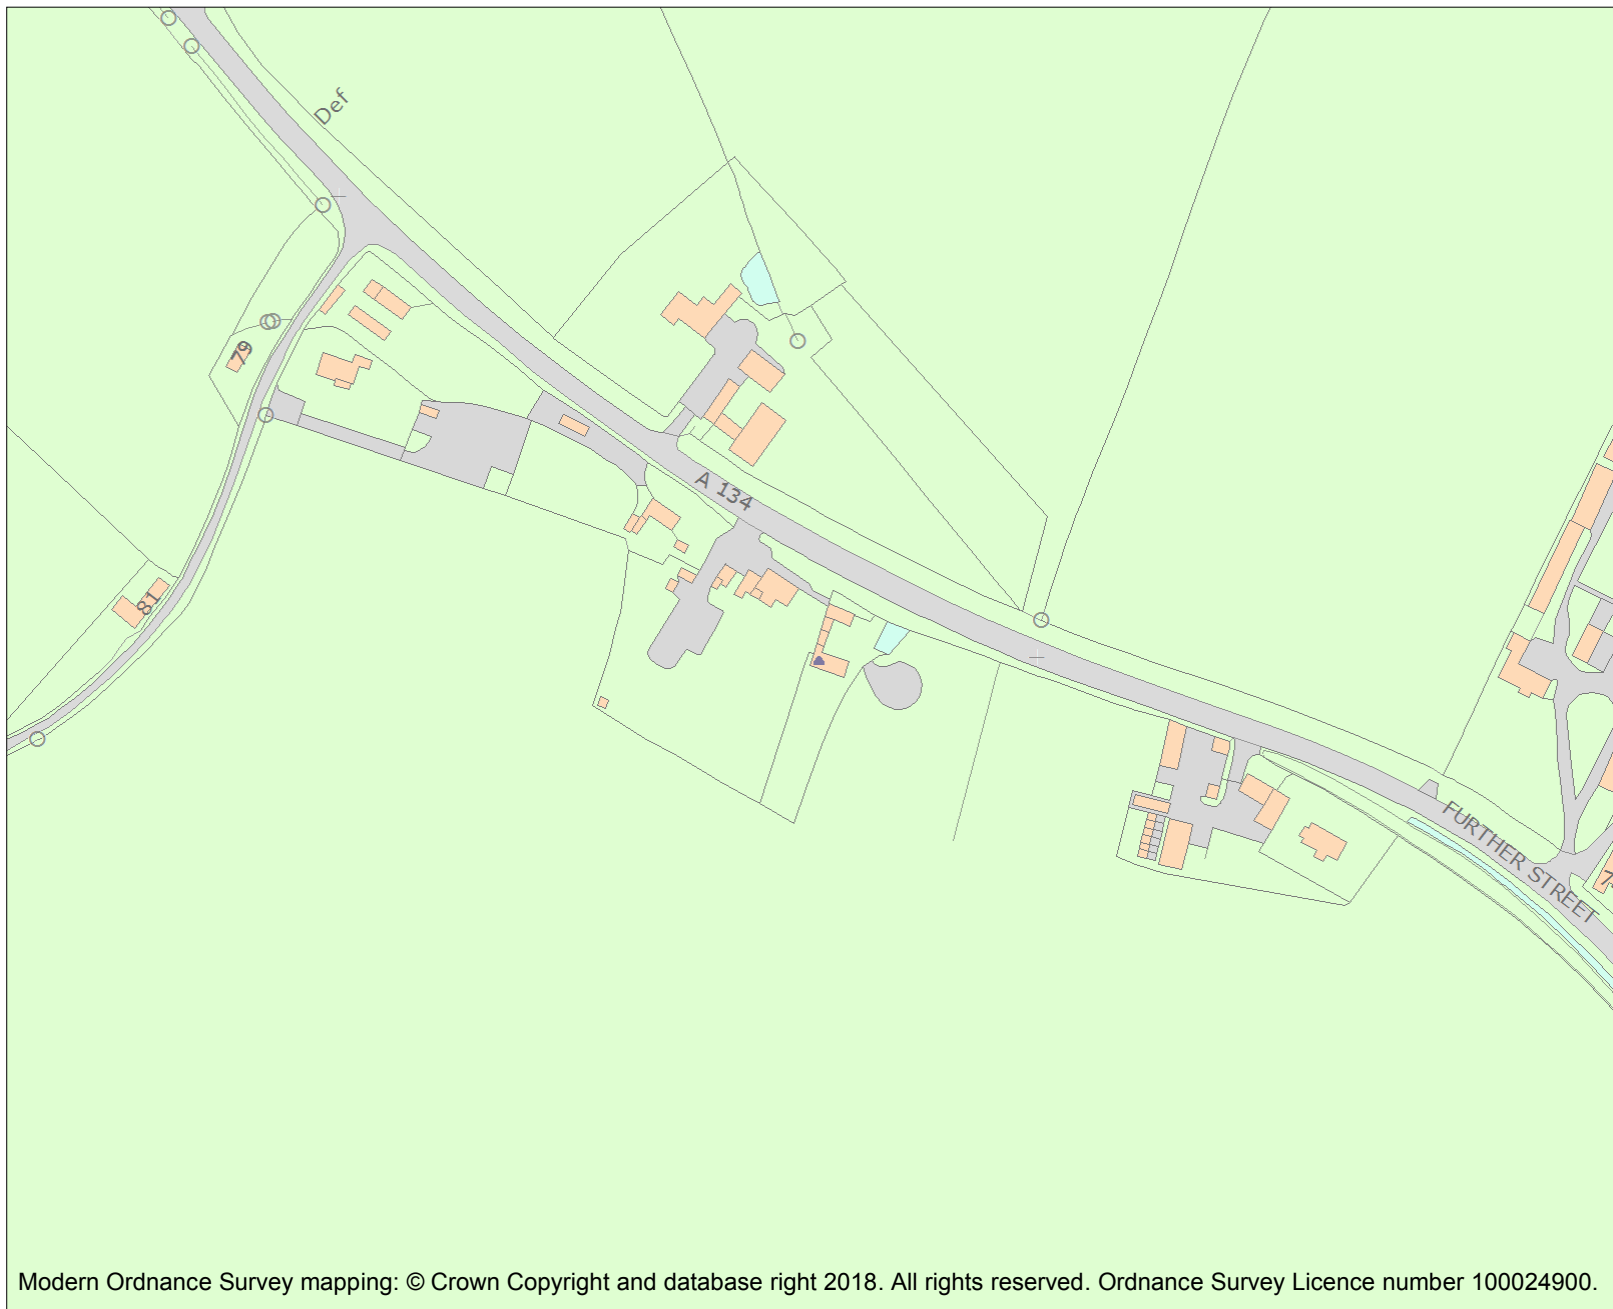 Def
79
A 134
81
FURTHER STREET
Modern Ordnance Survey mapping: © Crown Copyright and database right 2018. All rights reserved. Ordnance Survey Licence number 100024900.